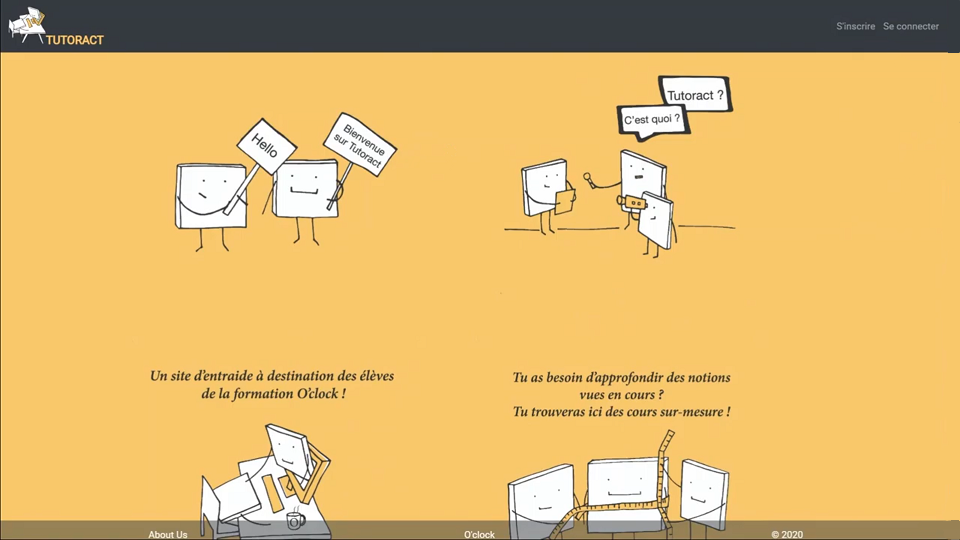 TUTORACT
S'inscrire Se connecter
Hello
Bienvenue
sur Tutoract
Tutoract ?
C'est quoi ?
Un site d'entraide à destination des élèves
de la formation O'clock !
Tu as besoin d'approfondir des notions
vues en cours ?
Tu trouveras ici des cours sur-mesure !
About Us O'clock © 2020